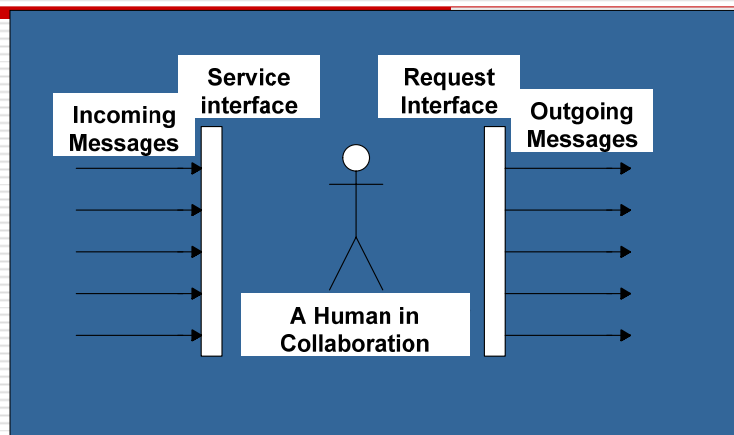 Service
interface
Request
Interface
Incoming
Messages
Outgoing
Messages
A Human in
Collaboration